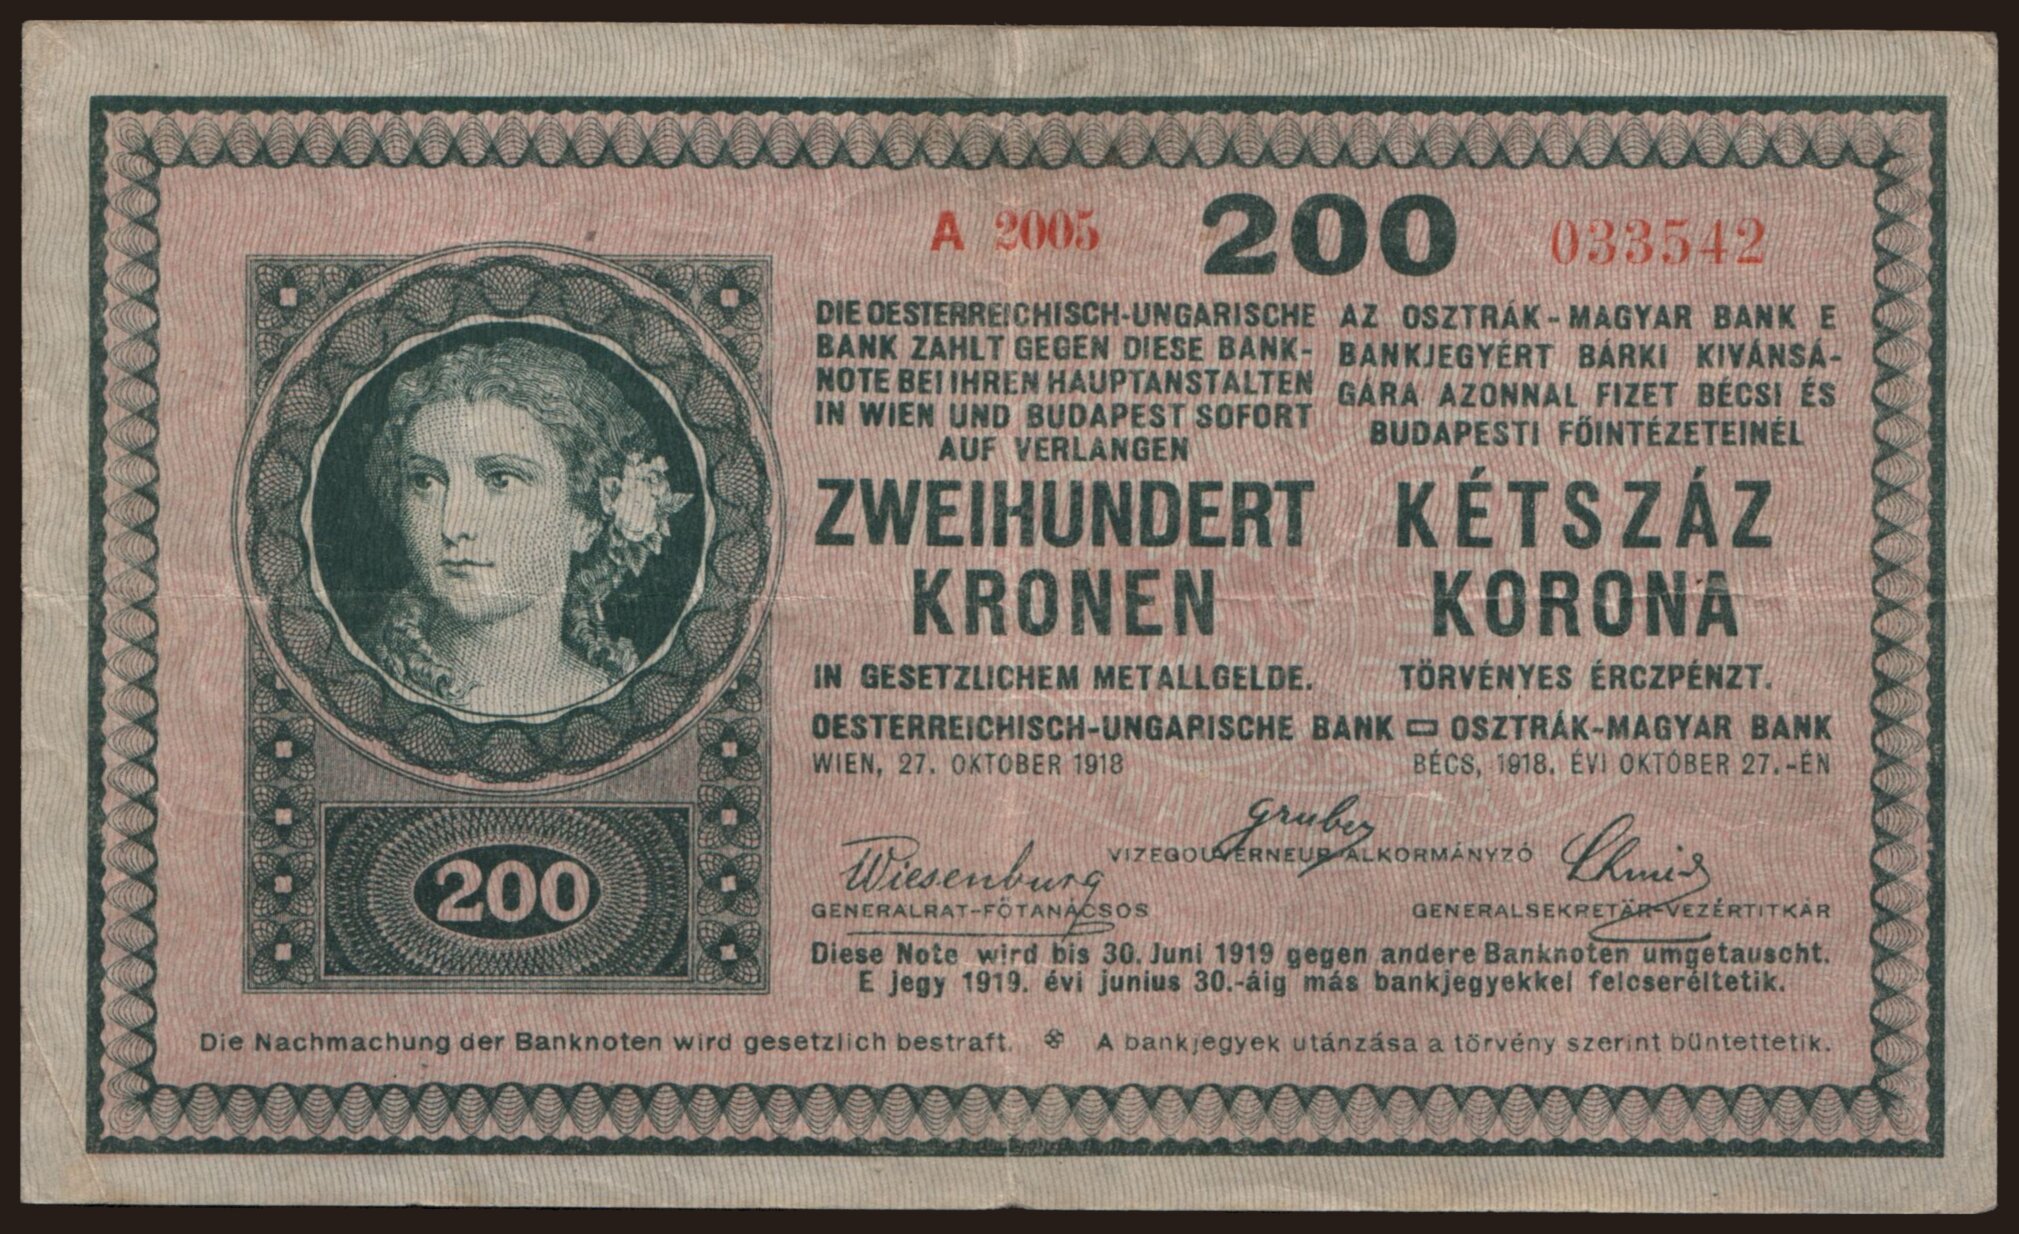 A 2005 200 033542
DIE OESTERREICHISCH-UNGARISCHE
BANK ZAHLT GEGEN DIESE BANK-
NOTE BEI IHREN HAUPTANSTALTEN
IN WIEN UND BUDAPEST SOFORT
AUF VERLANGEN
ZWEIHUNDERT
KRONEN
IN GESETZLICHEM METALLGELDE.
AZ OSZTRÁK-MAGYAR BANK E
BANKJEGYÉRT BÁRKI KIVÁNSÁ-
GÁRA AZONNAL FIZET BÉCSI ÉS
BUDAPESTI FŐINTÉZETEINÉL
KÉTSZÁZ
KORONA
TÖRVÉNYES ÉRCZPÉNZT.
OESTERREICHISCH-UNGARISCHE BANK ▭ OSZTRÁK-MAGYAR BANK
WIEN, 27. OKTOBER 1918 BÉCS, 1918. ÉVI OKTÓBER 27.-ÉN
Gruber
VIZEGOUVERNEUR-ALKORMÁNYZÓ
Wiesenburg
GENERALRAT-FŐTANÁCSOS
Schmid
GENERALSEKRETÄR-VEZÉRTITKÁR
200
Diese Note wird bis 30. Juni 1919 gegen andere Banknoten umgetauscht.
E jegy 1919. évi junius 30.-áig más bankjegyekkel felcseréltetik.
Die Nachmachung der Banknoten wird gesetzlich bestraft. A bankjegyek utánzása a törvény szerint büntettetik.